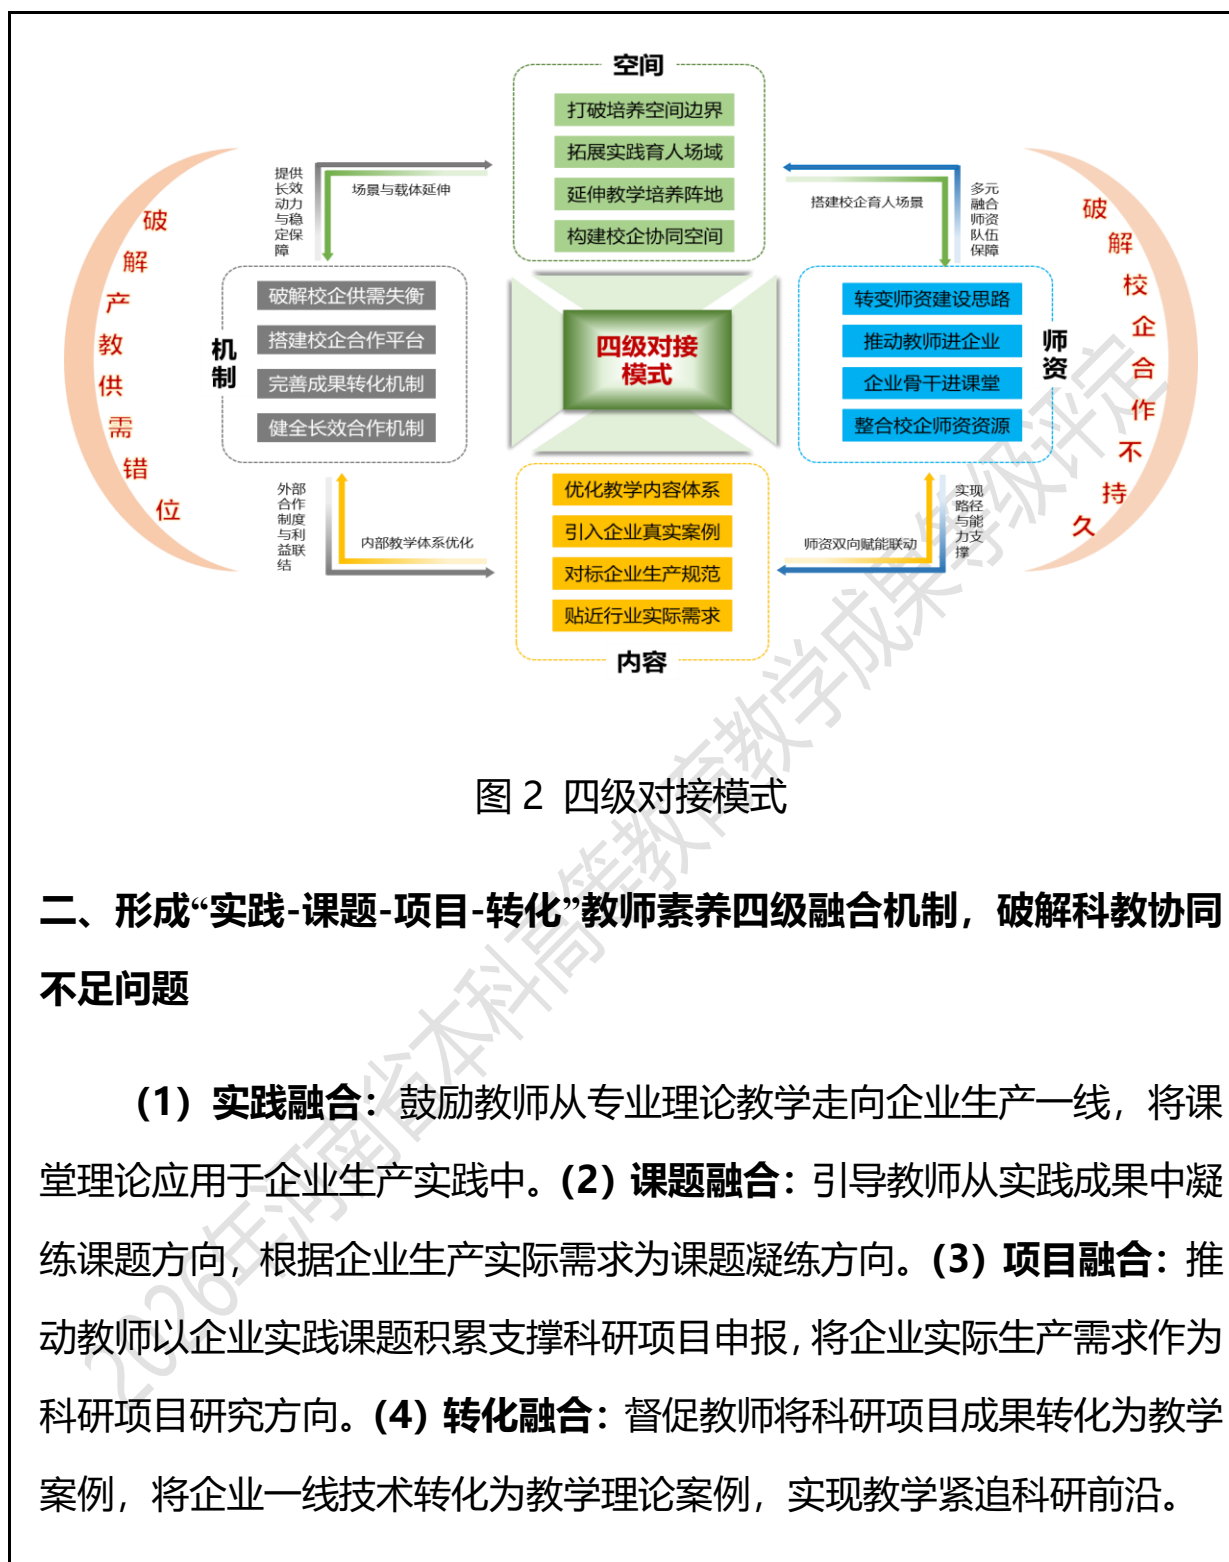 空间
打破培养空间边界
拓展实践育人场域
延伸教学培养阵地
构建校企协同空间
提供
长效
动力
与稳
定保
障
场景与载体延伸
搭建校企育人场景
多元
融合
师资
队伍
保障
破解产教供需错位
机制
破解校企供需失衡
搭建校企合作平台
完善成果转化机制
健全长效合作机制
四级对接
模式
转变师资建设思路
推动教师进企业
企业骨干进课堂
整合校企师资资源
师资
破解校企合作不持久
外部
合作
制度
与利
益联
结
内部教学体系优化
优化教学内容体系
引入企业真实案例
对标企业生产规范
贴近行业实际需求
内容
师资双向赋能联动
实现
路径
与能
力支
撑
图 2 四级对接模式
二、形成“实践-课题-项目-转化”教师素养四级融合机制，破解科教协同
不足问题
（1）实践融合：鼓励教师从专业理论教学走向企业生产一线，将课
堂理论应用于企业生产实践中。（2）课题融合：引导教师从实践成果中凝
练课题方向，根据企业生产实际需求为课题凝练方向。（3）项目融合：推
动教师以企业实践课题积累支撑科研项目申报，将企业实际生产需求作为
科研项目研究方向。（4）转化融合：督促教师将科研项目成果转化为教学
案例，将企业一线技术转化为教学理论案例，实现教学紧追科研前沿。
2026年河南省本科高等教育教学成果等级评定